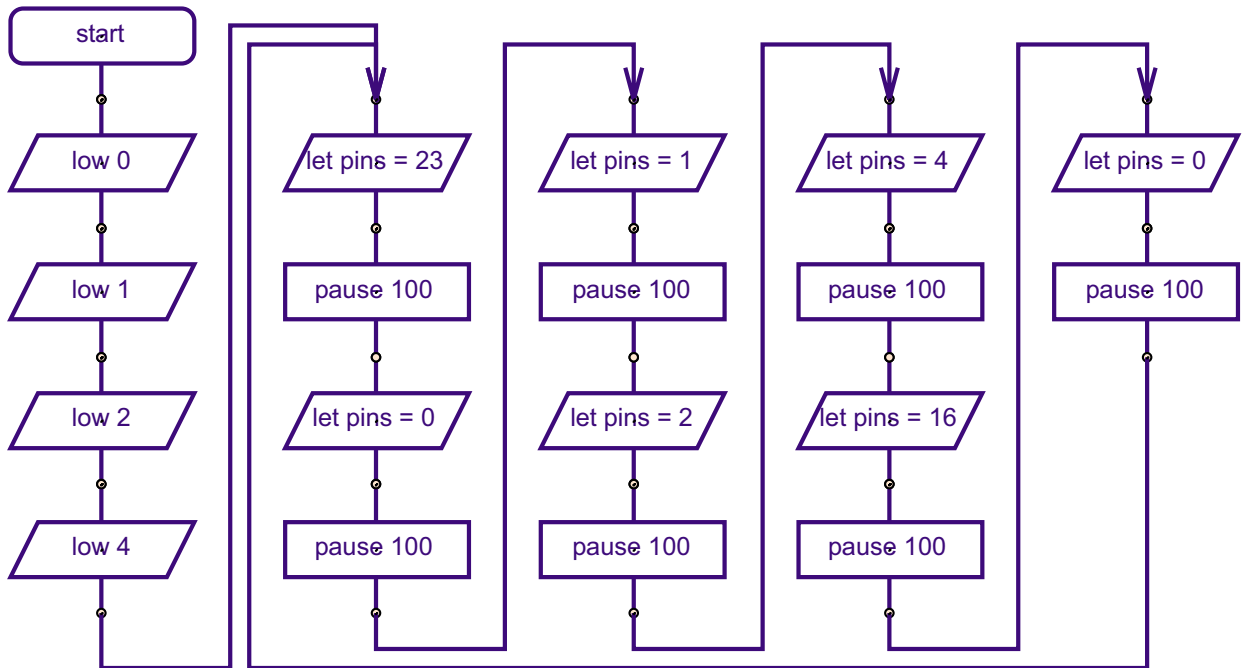 start
low 0
low 1
low 2
low 4
let pins = 23
pause 100
let pins = 0
pause 100
let pins = 1
pause 100
let pins = 2
pause 100
let pins = 4
pause 100
let pins = 16
pause 100
let pins = 0
pause 100